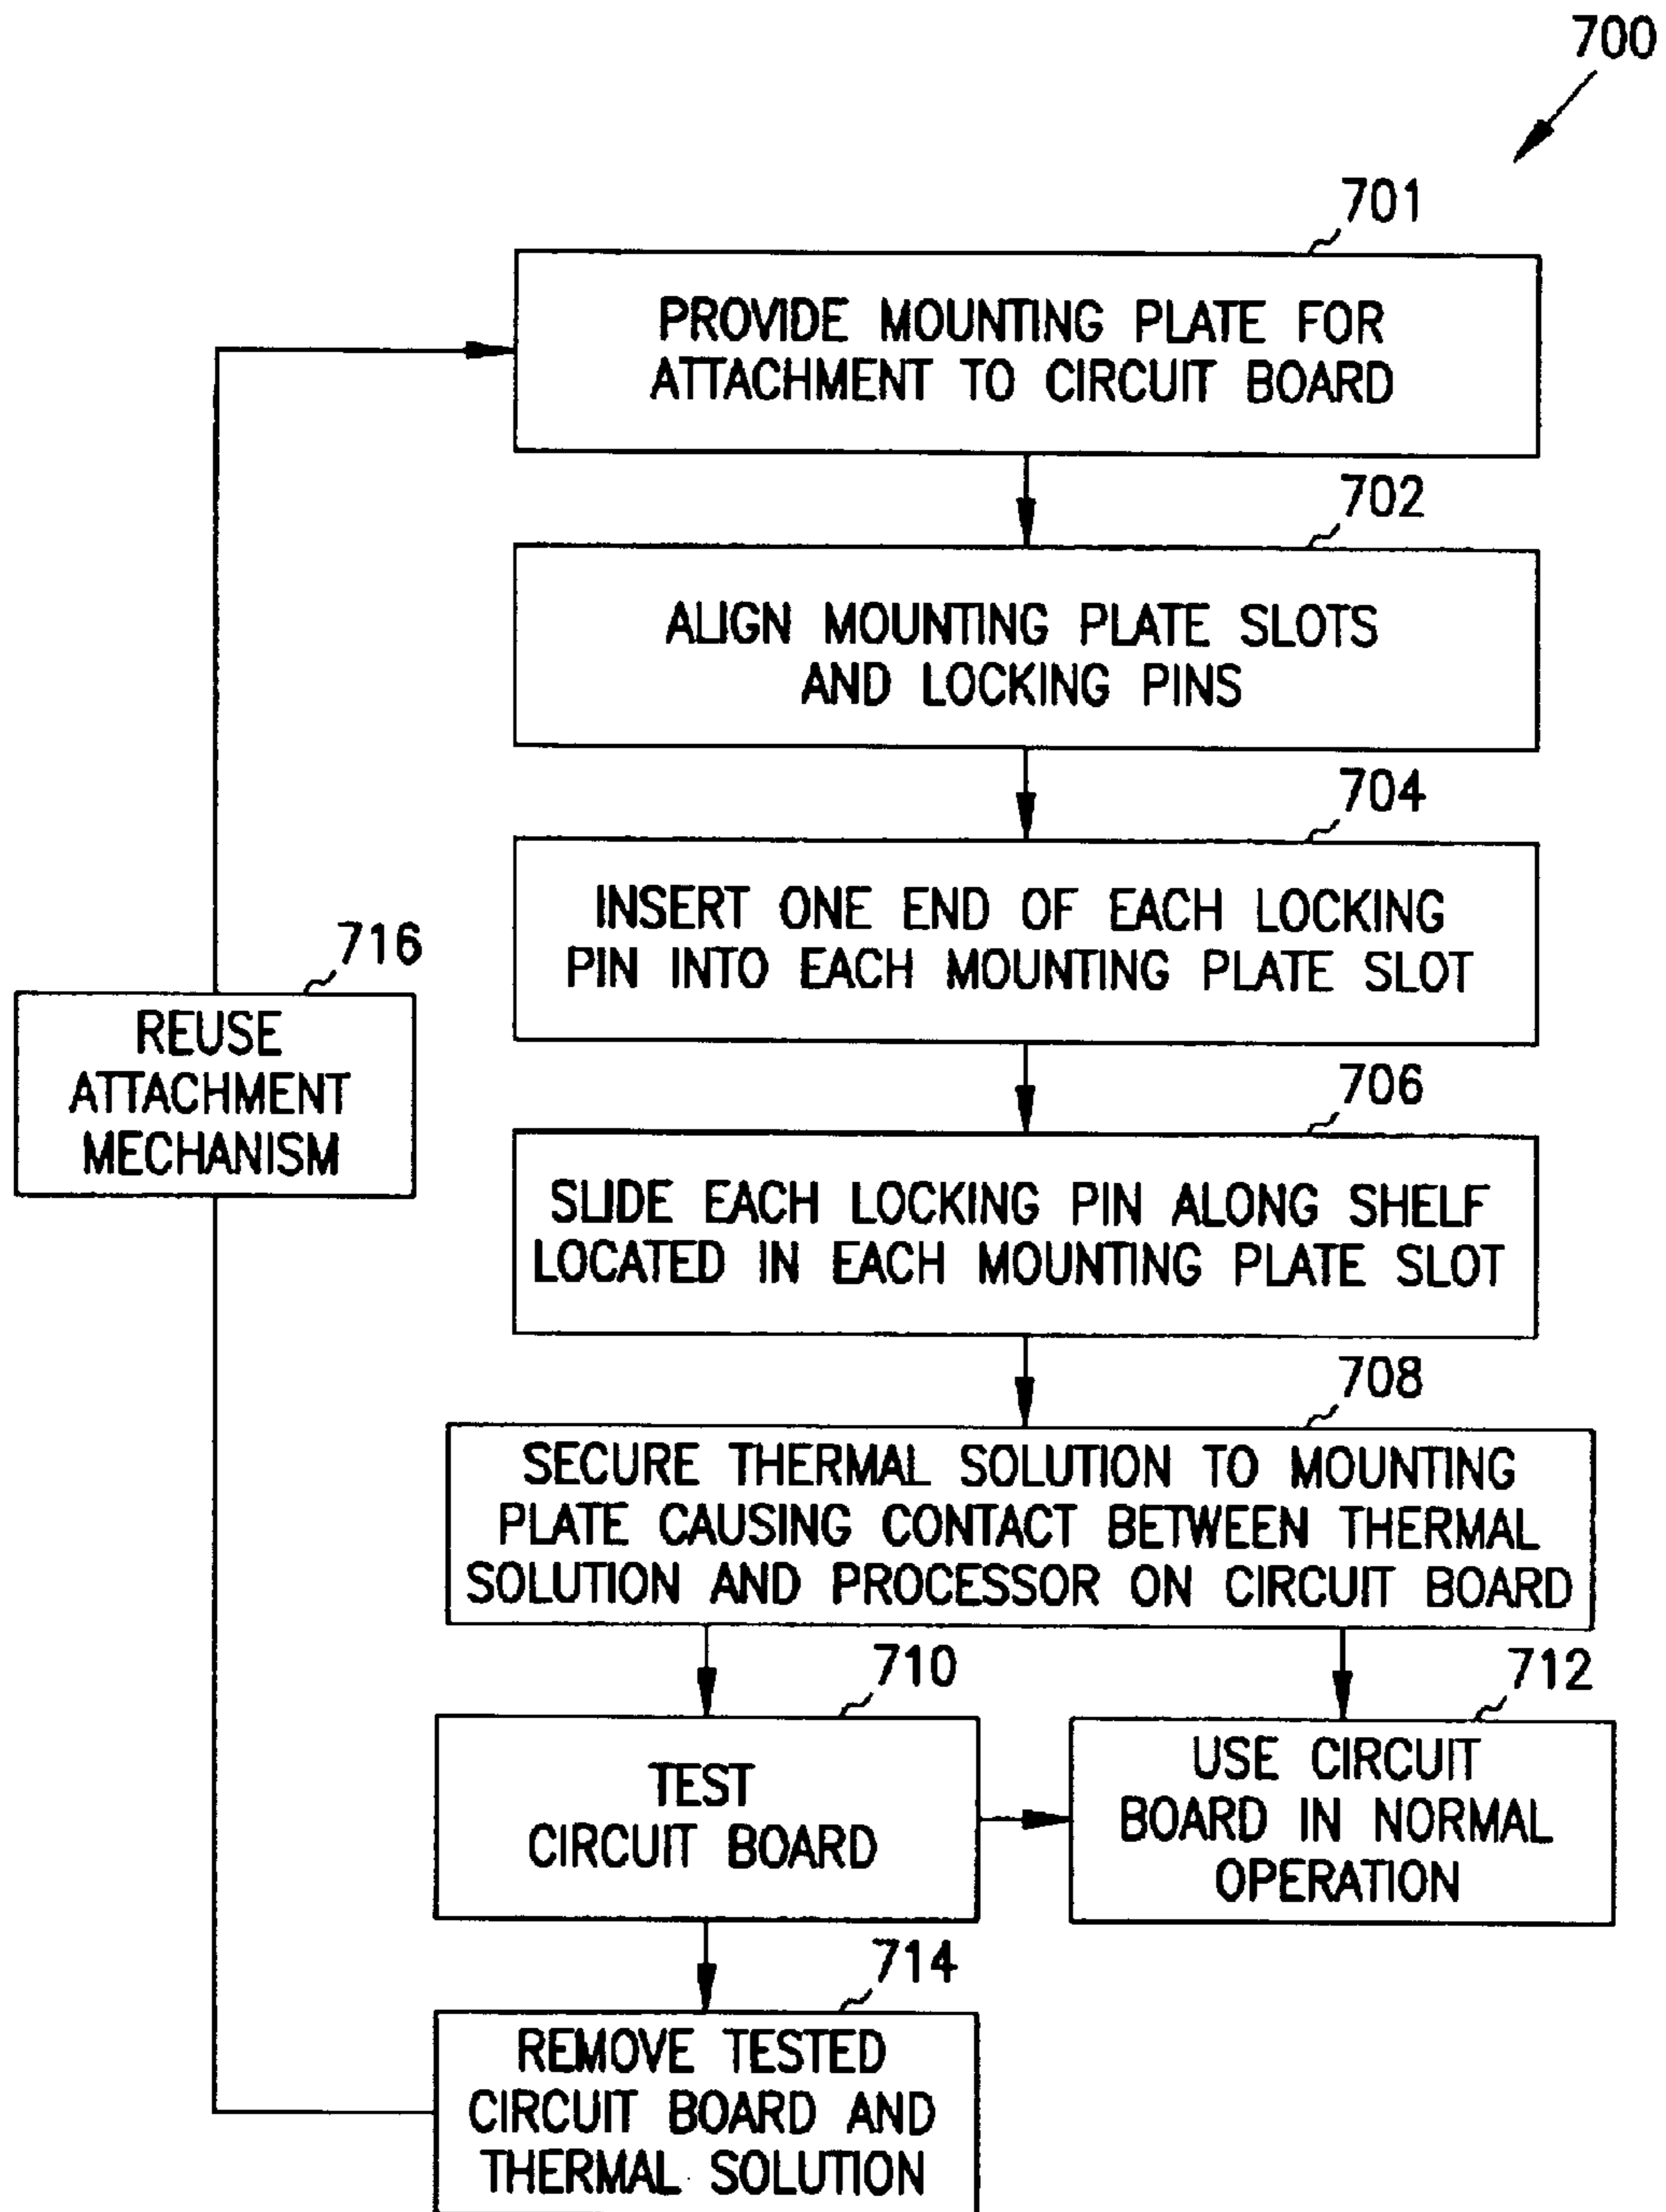 700
701
PROVIDE MOUNTING PLATE FOR
ATTACHMENT TO CIRCUIT BOARD
702
ALIGN MOUNTING PLATE SLOTS
AND LOCKING PINS
704
INSERT ONE END OF EACH LOCKING
PIN INTO EACH MOUNTING PLATE SLOT
716
REUSE
ATTACHMENT
MECHANISM
706
SLIDE EACH LOCKING PIN ALONG SHELF
LOCATED IN EACH MOUNTING PLATE SLOT
708
SECURE THERMAL SOLUTION TO MOUNTING
PLATE CAUSING CONTACT BETWEEN THERMAL
SOLUTION AND PROCESSOR ON CIRCUIT BOARD
710
TEST
CIRCUIT BOARD
712
USE CIRCUIT
BOARD IN NORMAL
OPERATION
714
REMOVE TESTED
CIRCUIT BOARD AND
THERMAL SOLUTION